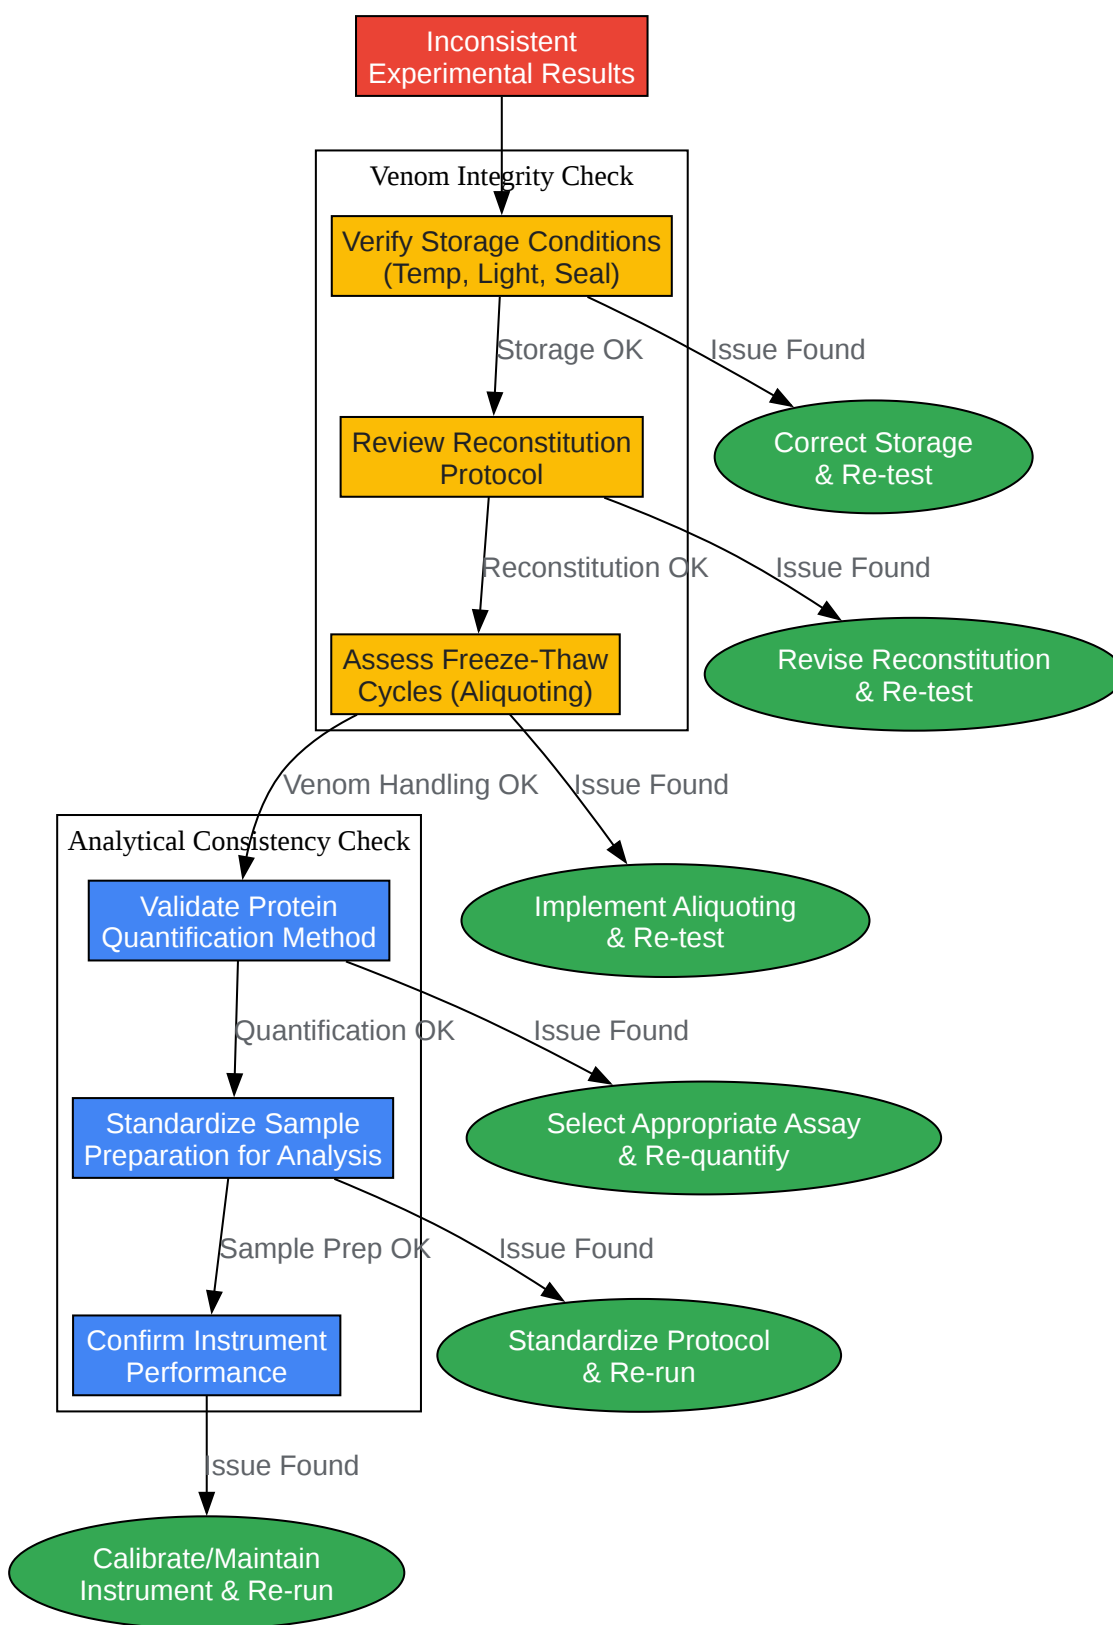 Inconsistent
Experimental Results
Venom Integrity Check
Verify Storage Conditions
(Temp, Light, Seal)
Storage OK
Issue Found
Review Reconstitution
Protocol
Correct Storage
& Re-test
Reconstitution OK
Issue Found
Assess Freeze-Thaw
Cycles (Aliquoting)
Revise Reconstitution
& Re-test
Venom Handling OK
Issue Found
Analytical Consistency Check
Validate Protein
Quantification Method
Implement Aliquoting
& Re-test
Quantification OK
Issue Found
Standardize Sample
Preparation for Analysis
Select Appropriate Assay
& Re-quantify
Sample Prep OK
Issue Found
Confirm Instrument
Performance
Standardize Protocol
& Re-run
Issue Found
Calibrate/Maintain
Instrument & Re-run